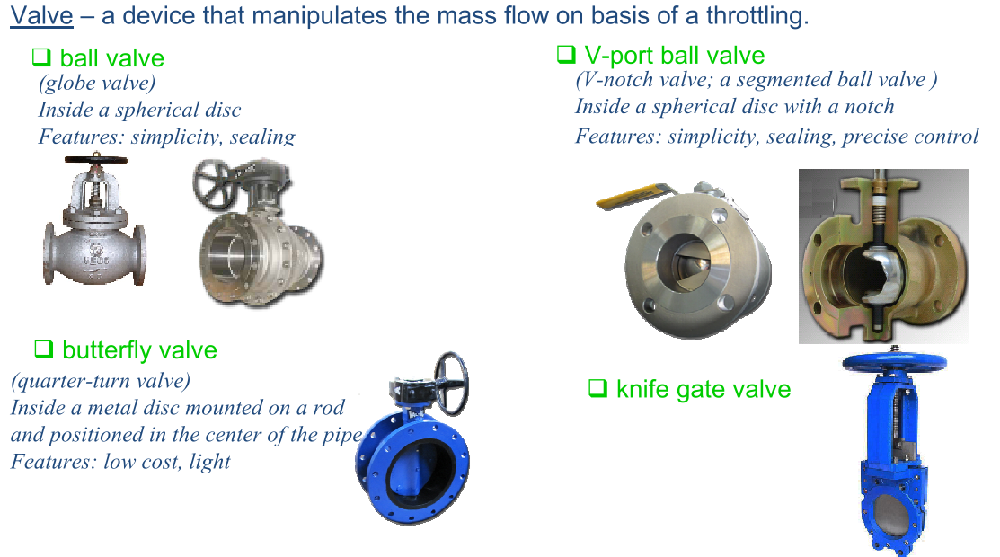 Valve – a device that manipulates the mass flow on basis of a throttling.
ball valve
(globe valve)
Inside a spherical disc
Features: simplicity, sealing
V-port ball valve
(V-notch valve; a segmented ball valve )
Inside a spherical disc with a notch
Features: simplicity, sealing, precise control
butterfly valve
(quarter-turn valve)
Inside a metal disc mounted on a rod
and positioned in the center of the pipe
Features: low cost, light
knife gate valve